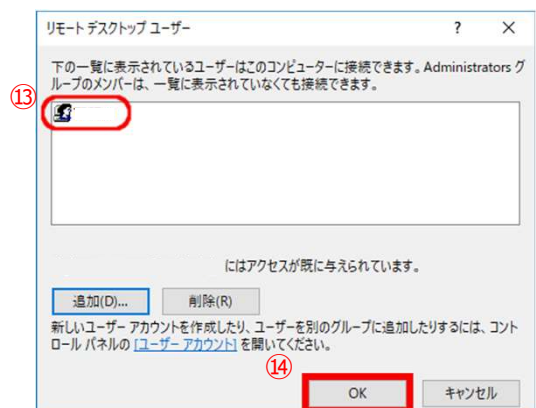 リモート デスクトップ ユーザー ? ×
下の一覧に表示されているユーザーはこのコンピューターに接続できます。Administrators グ
ループのメンバーは、一覧に表示されていなくても接続できます。
⑬
にはアクセスが既に与えられています。
追加(D)... 削除(R)
新しいユーザー アカウントを作成したり、ユーザーを別のグループに追加したりするには、コント
ロール パネルの [ユーザー アカウント] を開いてください。
⑭
OK キャンセル